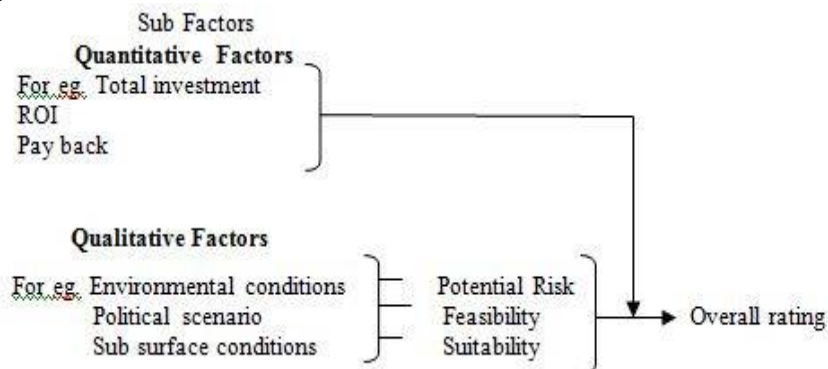 Sub Factors
Quantitative Factors
For eg. Total investment
ROI
Pay back
Qualitative Factors
For eg. Environmental conditions
Political scenario
Sub surface conditions
Potential Risk
Feasibility
Suitability
Overall rating